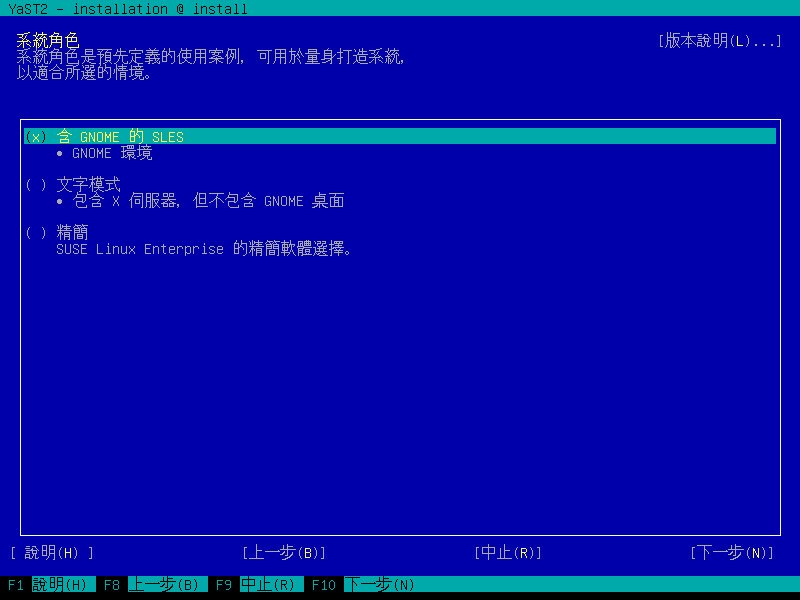 YaST2 - installation @ install
系統角色
[版本說明(L)...]
系統角色是預先定義的使用案例, 可用於量身打造系統,
以適合所選的情境。
(x) 含 GNOME 的 SLES
• GNOME 環境
( ) 文字模式
• 包含 X 伺服器, 但不包含 GNOME 桌面
( ) 精簡
SUSE Linux Enterprise 的精簡軟體選擇。
[ 說明(H) ] [上一步(B)] [中止(R)] [下一步(N)]
F1 說明(H) F8 上一步(B) F9 中止(R) F10 下一步(N)